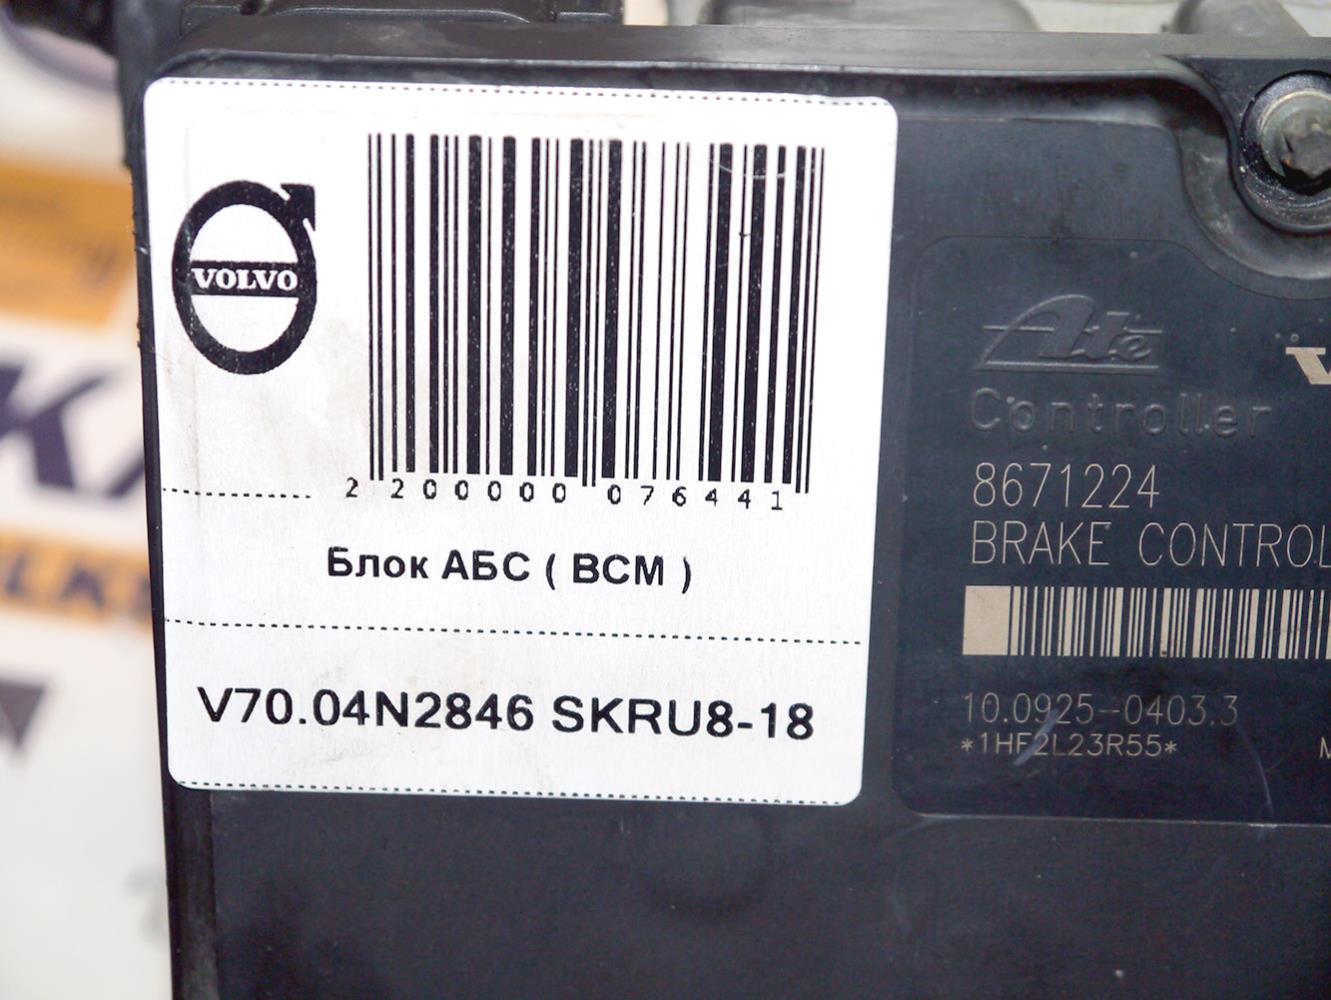 VOLVO
2 200000 076441
Блок АБС ( BCM )
V70.04N2846 SKRU8-18
Ate
Controller
8671224
BRAKE CONTROL
10.0925-0403.3
*1HF2L23R55*